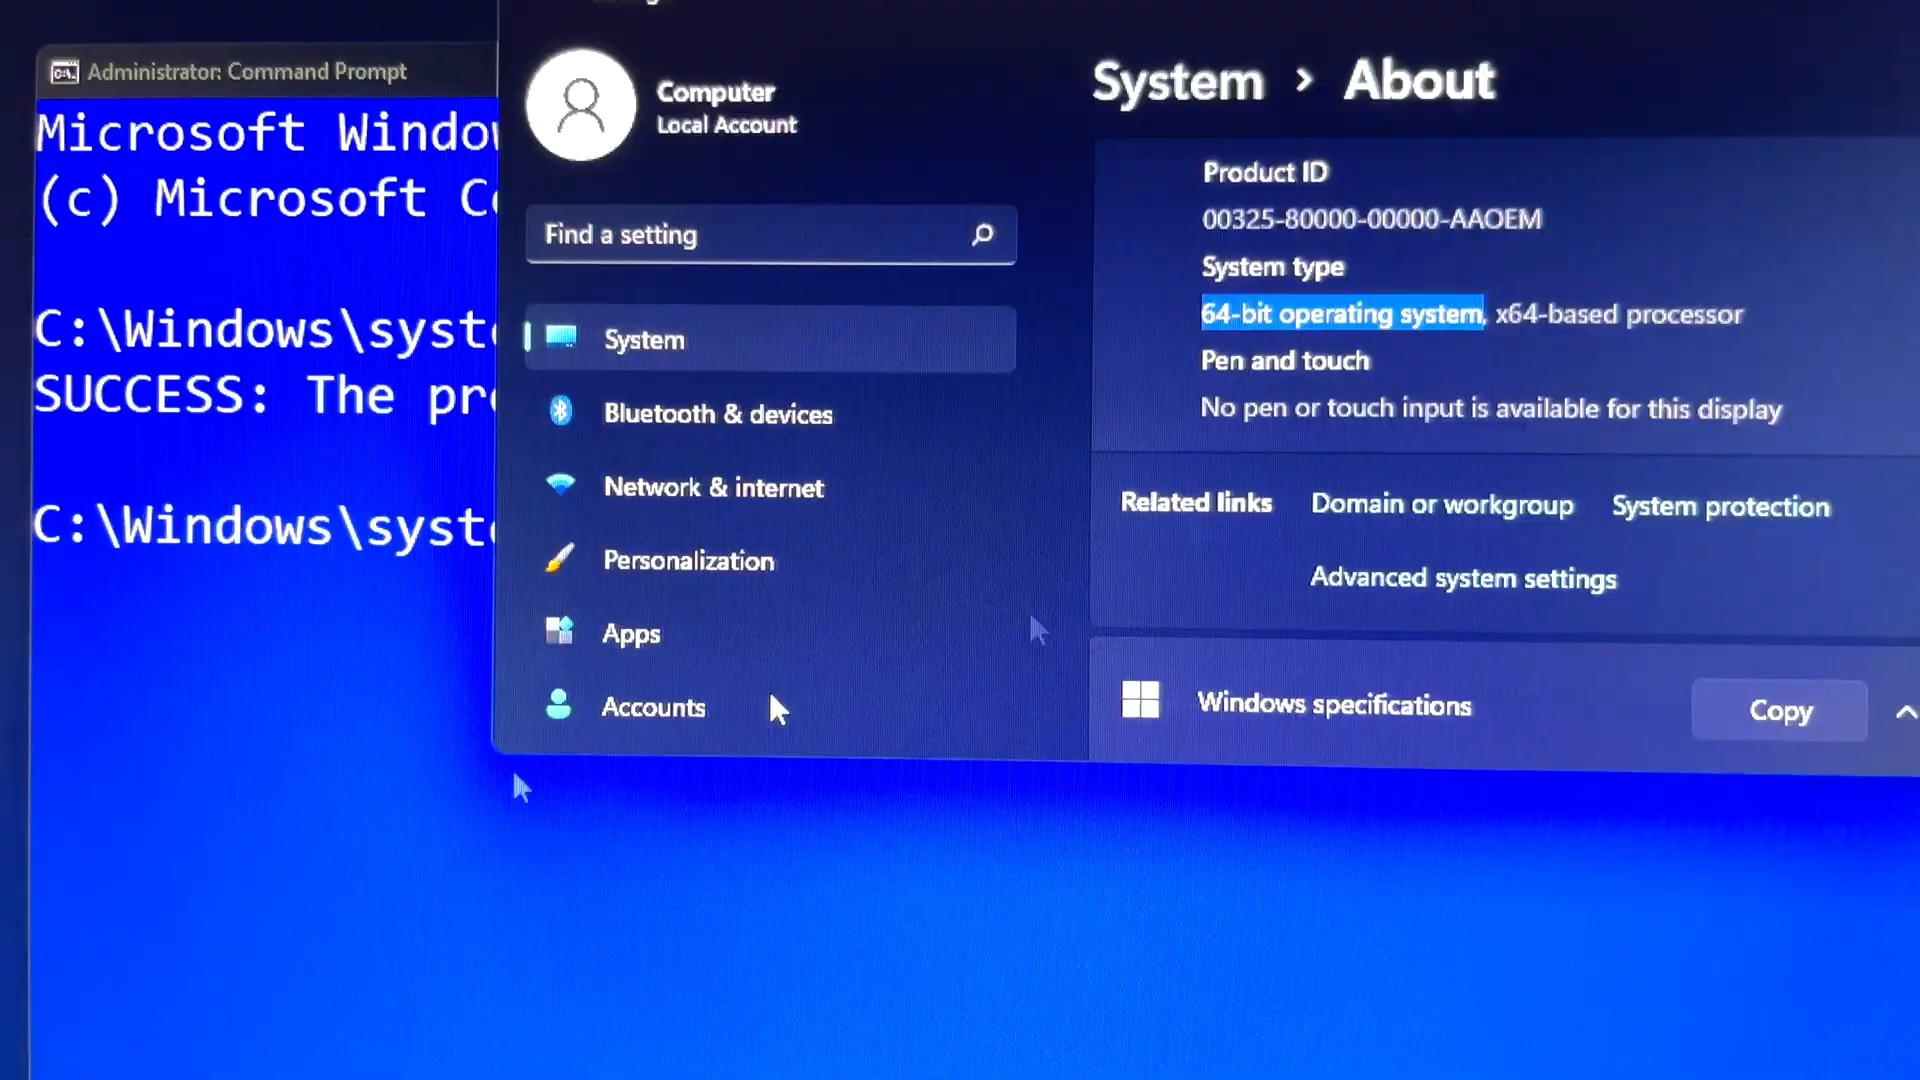 Administrator: Command Prompt
Microsoft Windo
(c) Microsoft Co
C:\Windows\syst
SUCCESS: The pr
C:\Windows\syst
Computer
Local Account
Find a setting
System
Bluetooth & devices
Network & internet
Personalization
Apps
Accounts
System > About
Product ID
00325-80000-00000-AAOEM
System type
64-bit operating system, x64-based processor
Pen and touch
No pen or touch input is available for this display
Related links Domain or workgroup System protection
Advanced system settings
Windows specifications
Copy